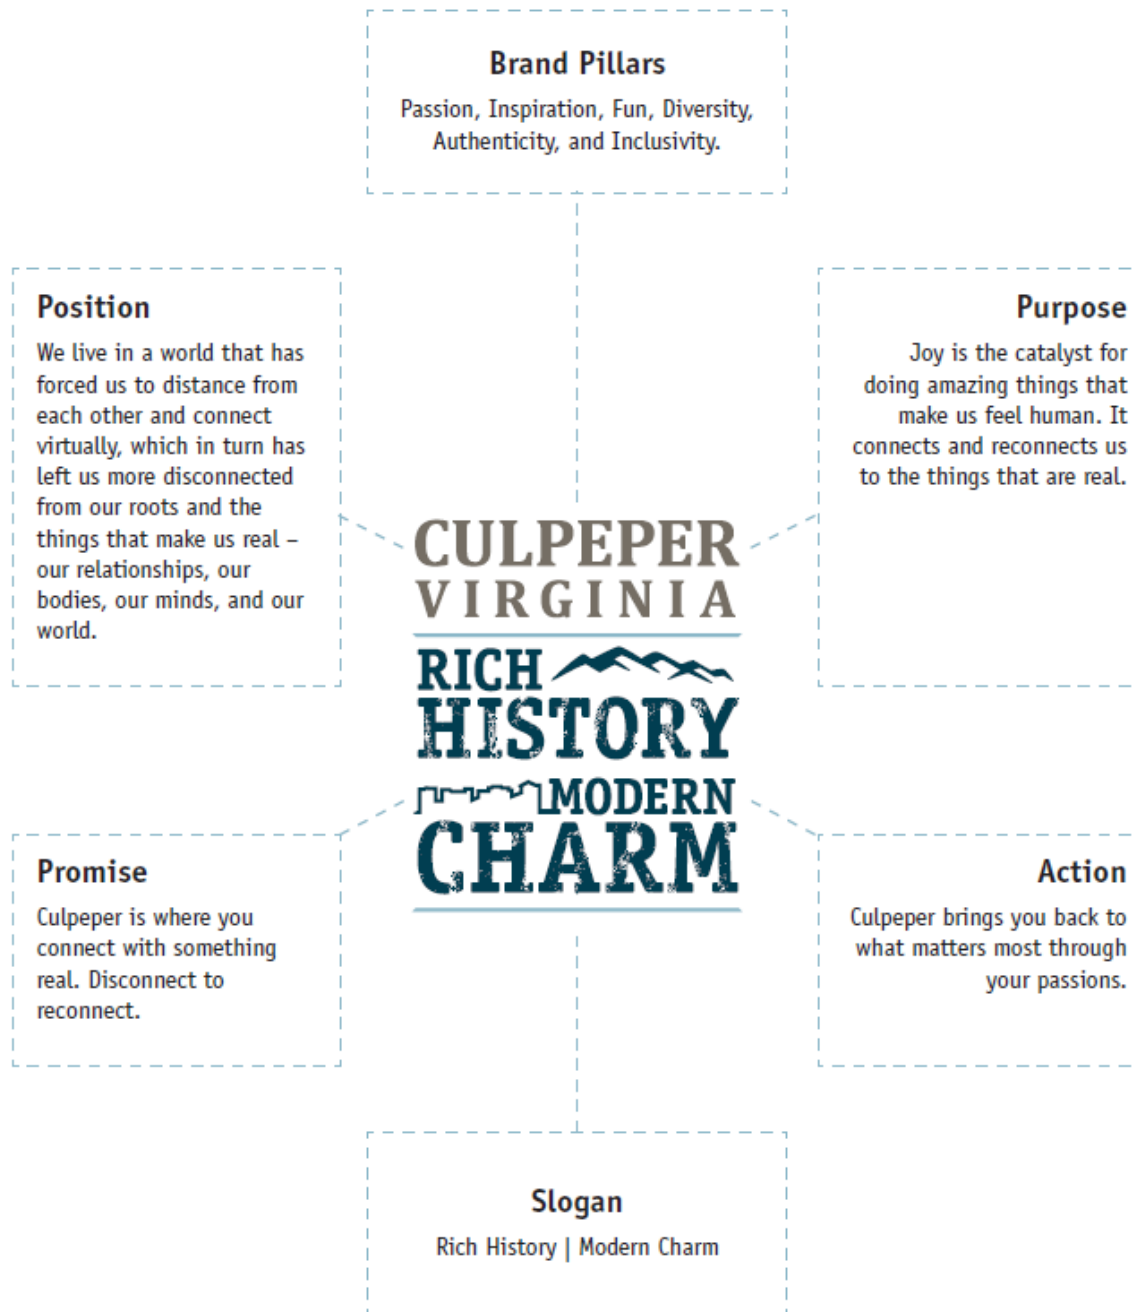 Brand Pillars
Passion, Inspiration, Fun, Diversity,
Authenticity, and Inclusivity.
Position
We live in a world that has
forced us to distance from
each other and connect
virtually, which in turn has
left us more disconnected
from our roots and the
things that make us real –
our relationships, our
bodies, our minds, and our
world.
Purpose
Joy is the catalyst for
doing amazing things that
make us feel human. It
connects and reconnects us
to the things that are real.
CULPEPER
VIRGINIA
RICH
HISTORY
MODERN
CHARM
Promise
Culpeper is where you
connect with something
real. Disconnect to
reconnect.
Action
Culpeper brings you back to
what matters most through
your passions.
Slogan
Rich History | Modern Charm